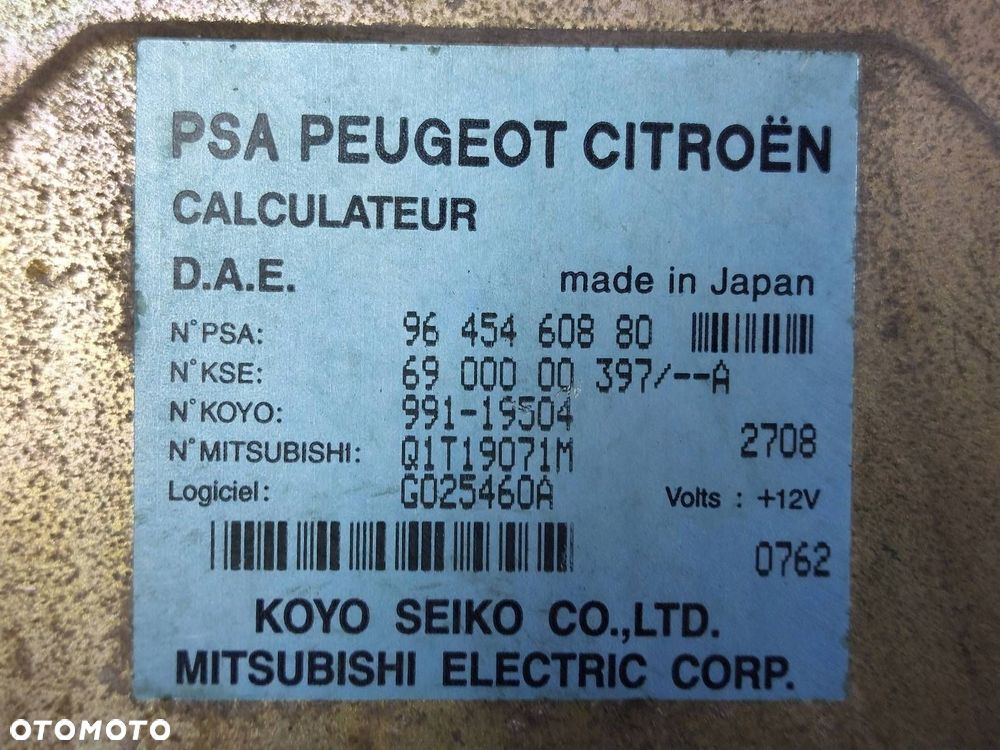 PSA PEUGEOT CITROËN
CALCULATEUR
D.A.E. made in Japan
N°PSA: 96 454 608 80
N°KSE: 69 000 00 397/--A
N°KOYO: 991-19504
2708
N°MITSUBISHI: Q1T19071M
Logiciel: G025460A Volts : +12V
0762
KOYO SEIKO CO.,LTD.
MITSUBISHI ELECTRIC CORP.
OTOMOTO